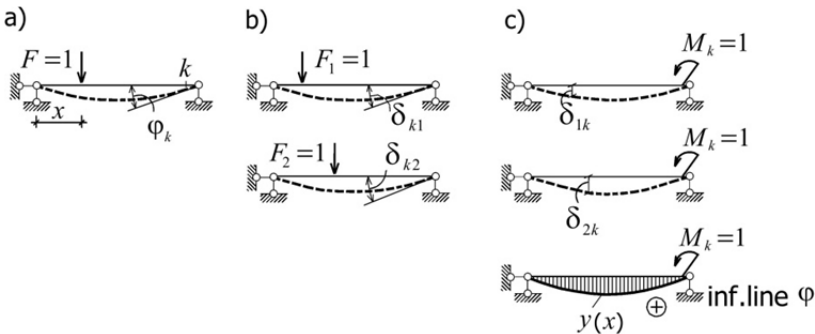 a)
F=1
k
x
φk
b)
F1=1
δk1
F2=1
δk2
c)
Mk=1
δ1k
Mk=1
δ2k
Mk=1
y(x)
+
inf.line φ